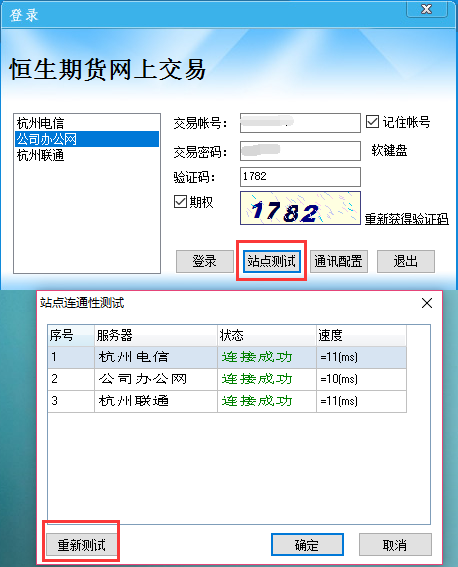 登录
恒生期货网上交易
杭州电信
公司办公网
杭州联通
交易帐号：
记住帐号
交易密码：
软键盘
验证码：
1782
期权
1782
重新获得验证码
登录
站点测试
通讯配置
退出
站点连通性测试
序号 服务器 状态 速度
1 杭州电信 连接成功 =11(ms)
2 公司办公网 连接成功 =10(ms)
3 杭州联通 连接成功 =11(ms)
重新测试
确定
取消